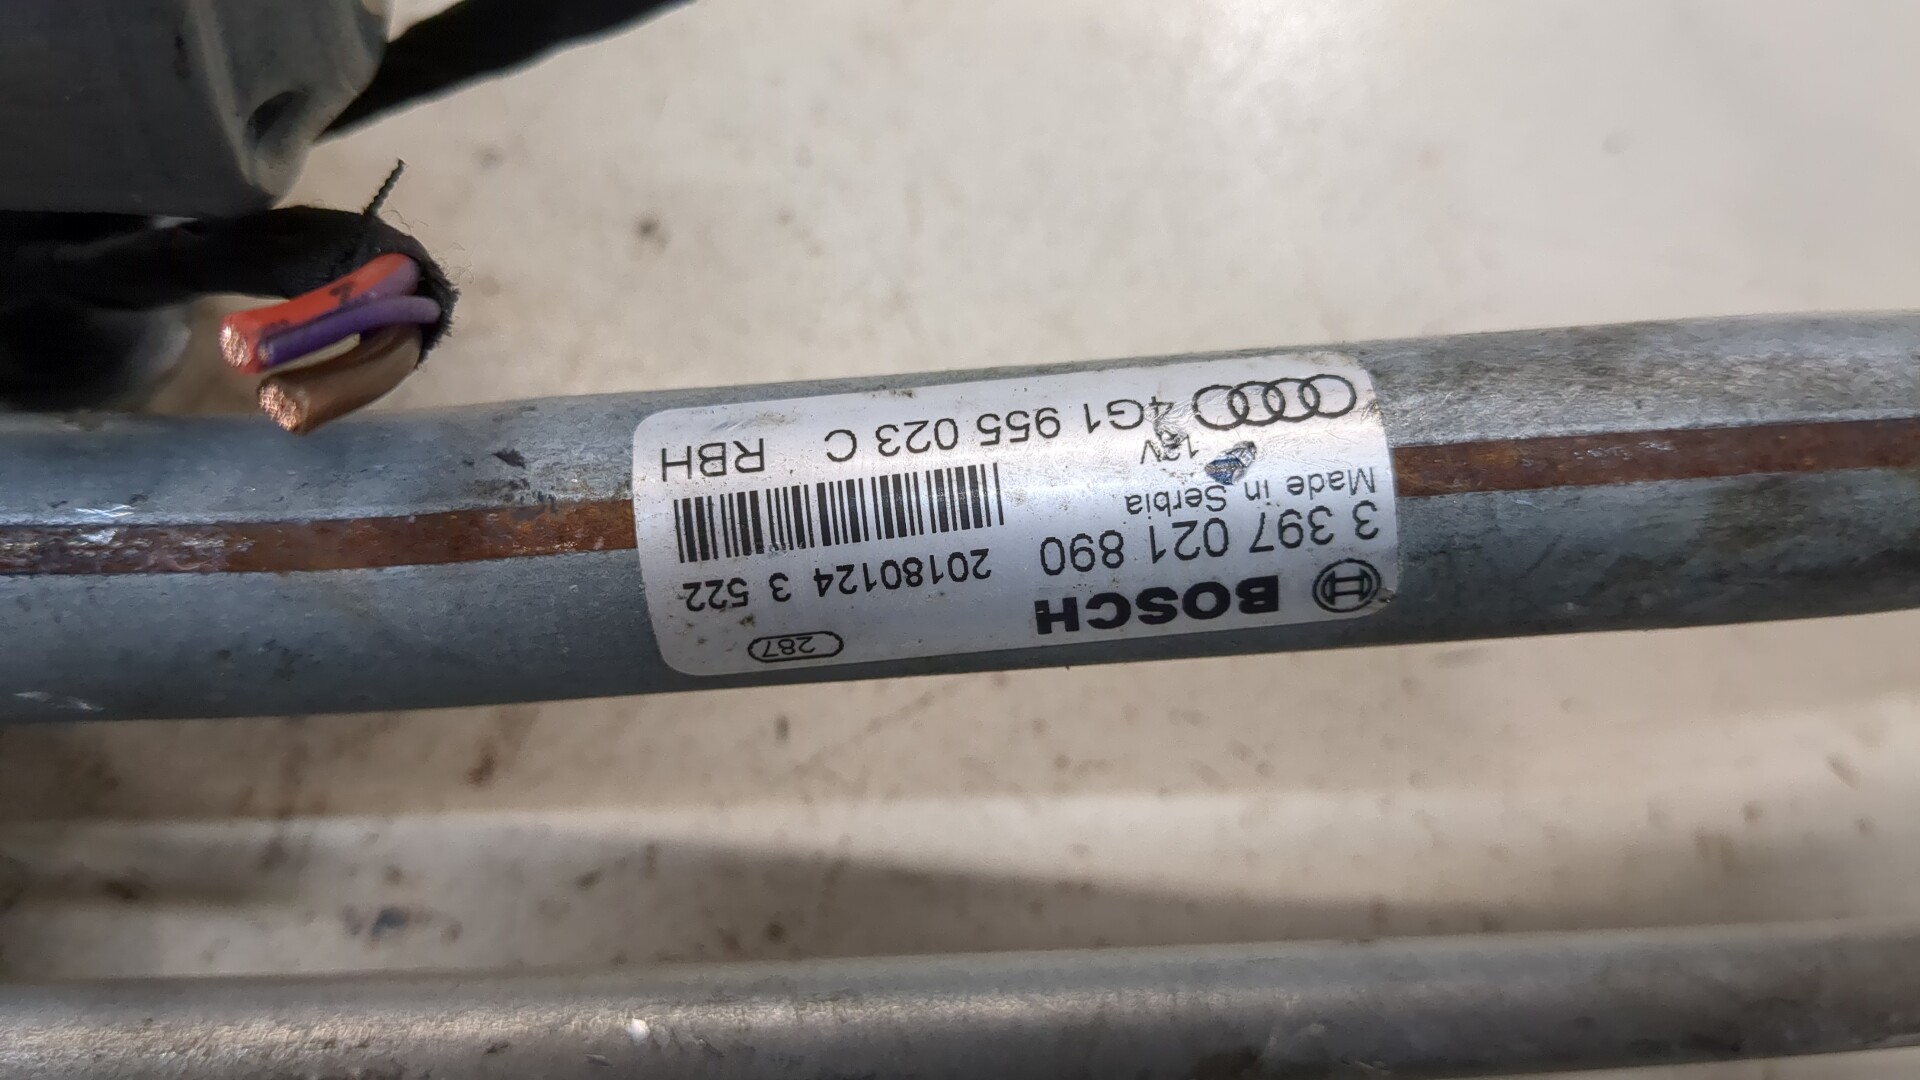 BOSCH
3 397 021 890
Made in Serbia
12V
4G1 955 023 C RBH
287
20180124 3 522